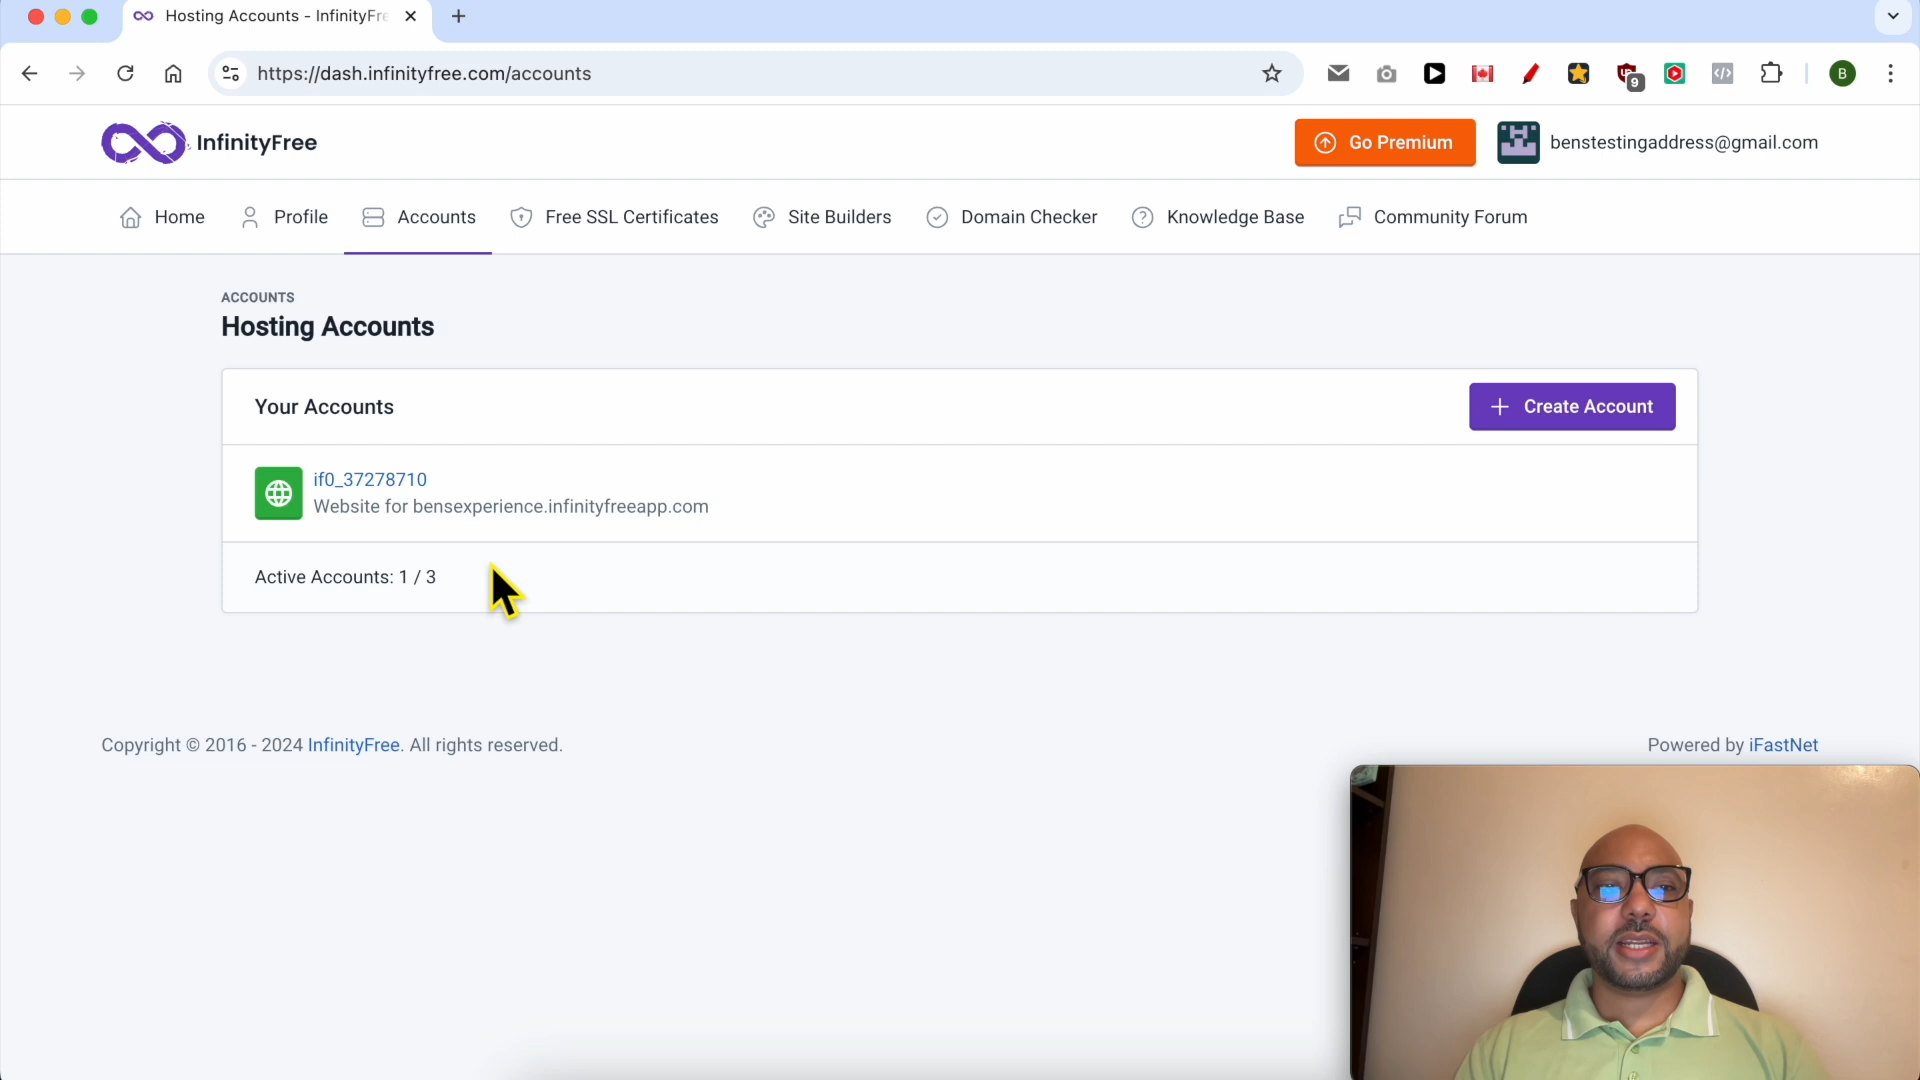 Hosting Accounts - InfinityFre
https://dash.infinityfree.com/accounts
9
B
InfinityFree
Go Premium
benstestingaddress@gmail.com
Home
Profile
Accounts
Free SSL Certificates
Site Builders
Domain Checker
Knowledge Base
Community Forum
ACCOUNTS
Hosting Accounts
Your Accounts
Create Account
if0_37278710
Website for bensexperience.infinityfreeapp.com
Active Accounts: 1 / 3
Copyright © 2016 - 2024 InfinityFree. All rights reserved.
Powered by iFastNet